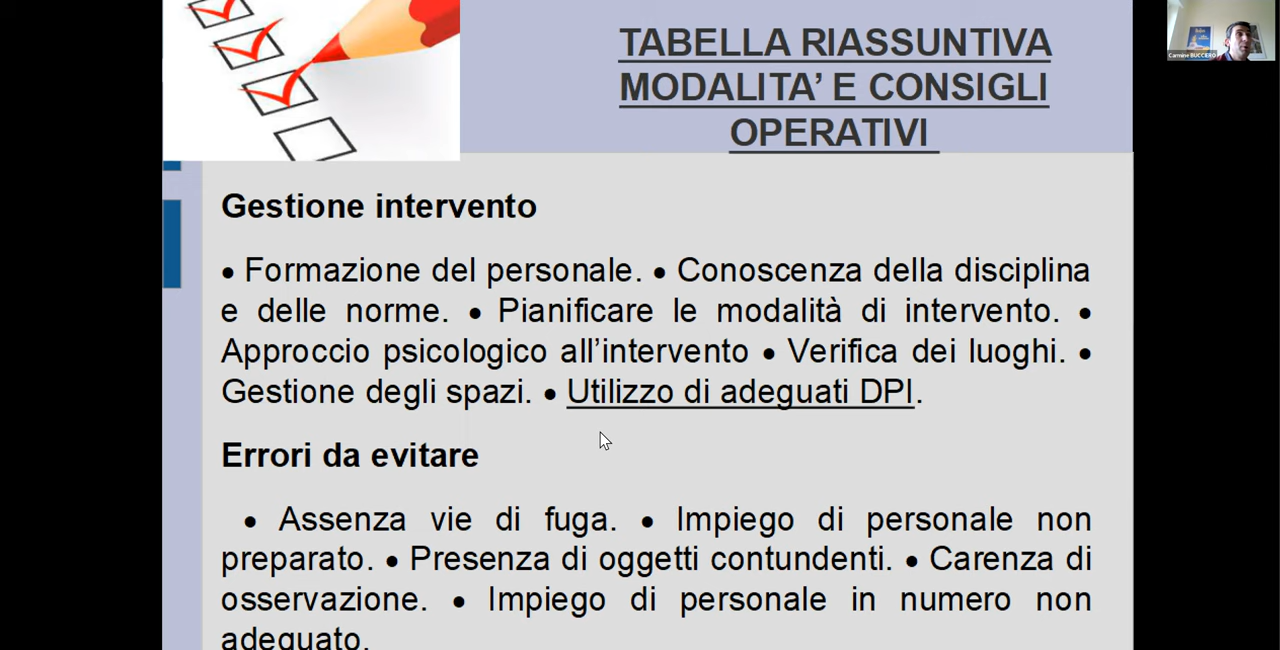 TABELLA RIASSUNTIVA
MODALITA’ E CONSIGLI
OPERATIVI
Carmine BUCCERO
Gestione intervento
• Formazione del personale. • Conoscenza della disciplina
e delle norme. • Pianificare le modalità di intervento. •
Approccio psicologico all’intervento • Verifica dei luoghi. •
Gestione degli spazi. • Utilizzo di adeguati DPI.
Errori da evitare
• Assenza vie di fuga. • Impiego di personale non
preparato. • Presenza di oggetti contundenti. • Carenza di
osservazione. • Impiego di personale in numero non
adeguato.